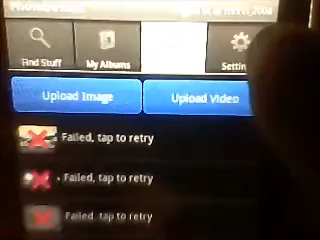 Find Stuff
My Albums
Upload Image
Upload Video
Failed, tap to retry
Failed, tap to retry
Failed, tap to retry